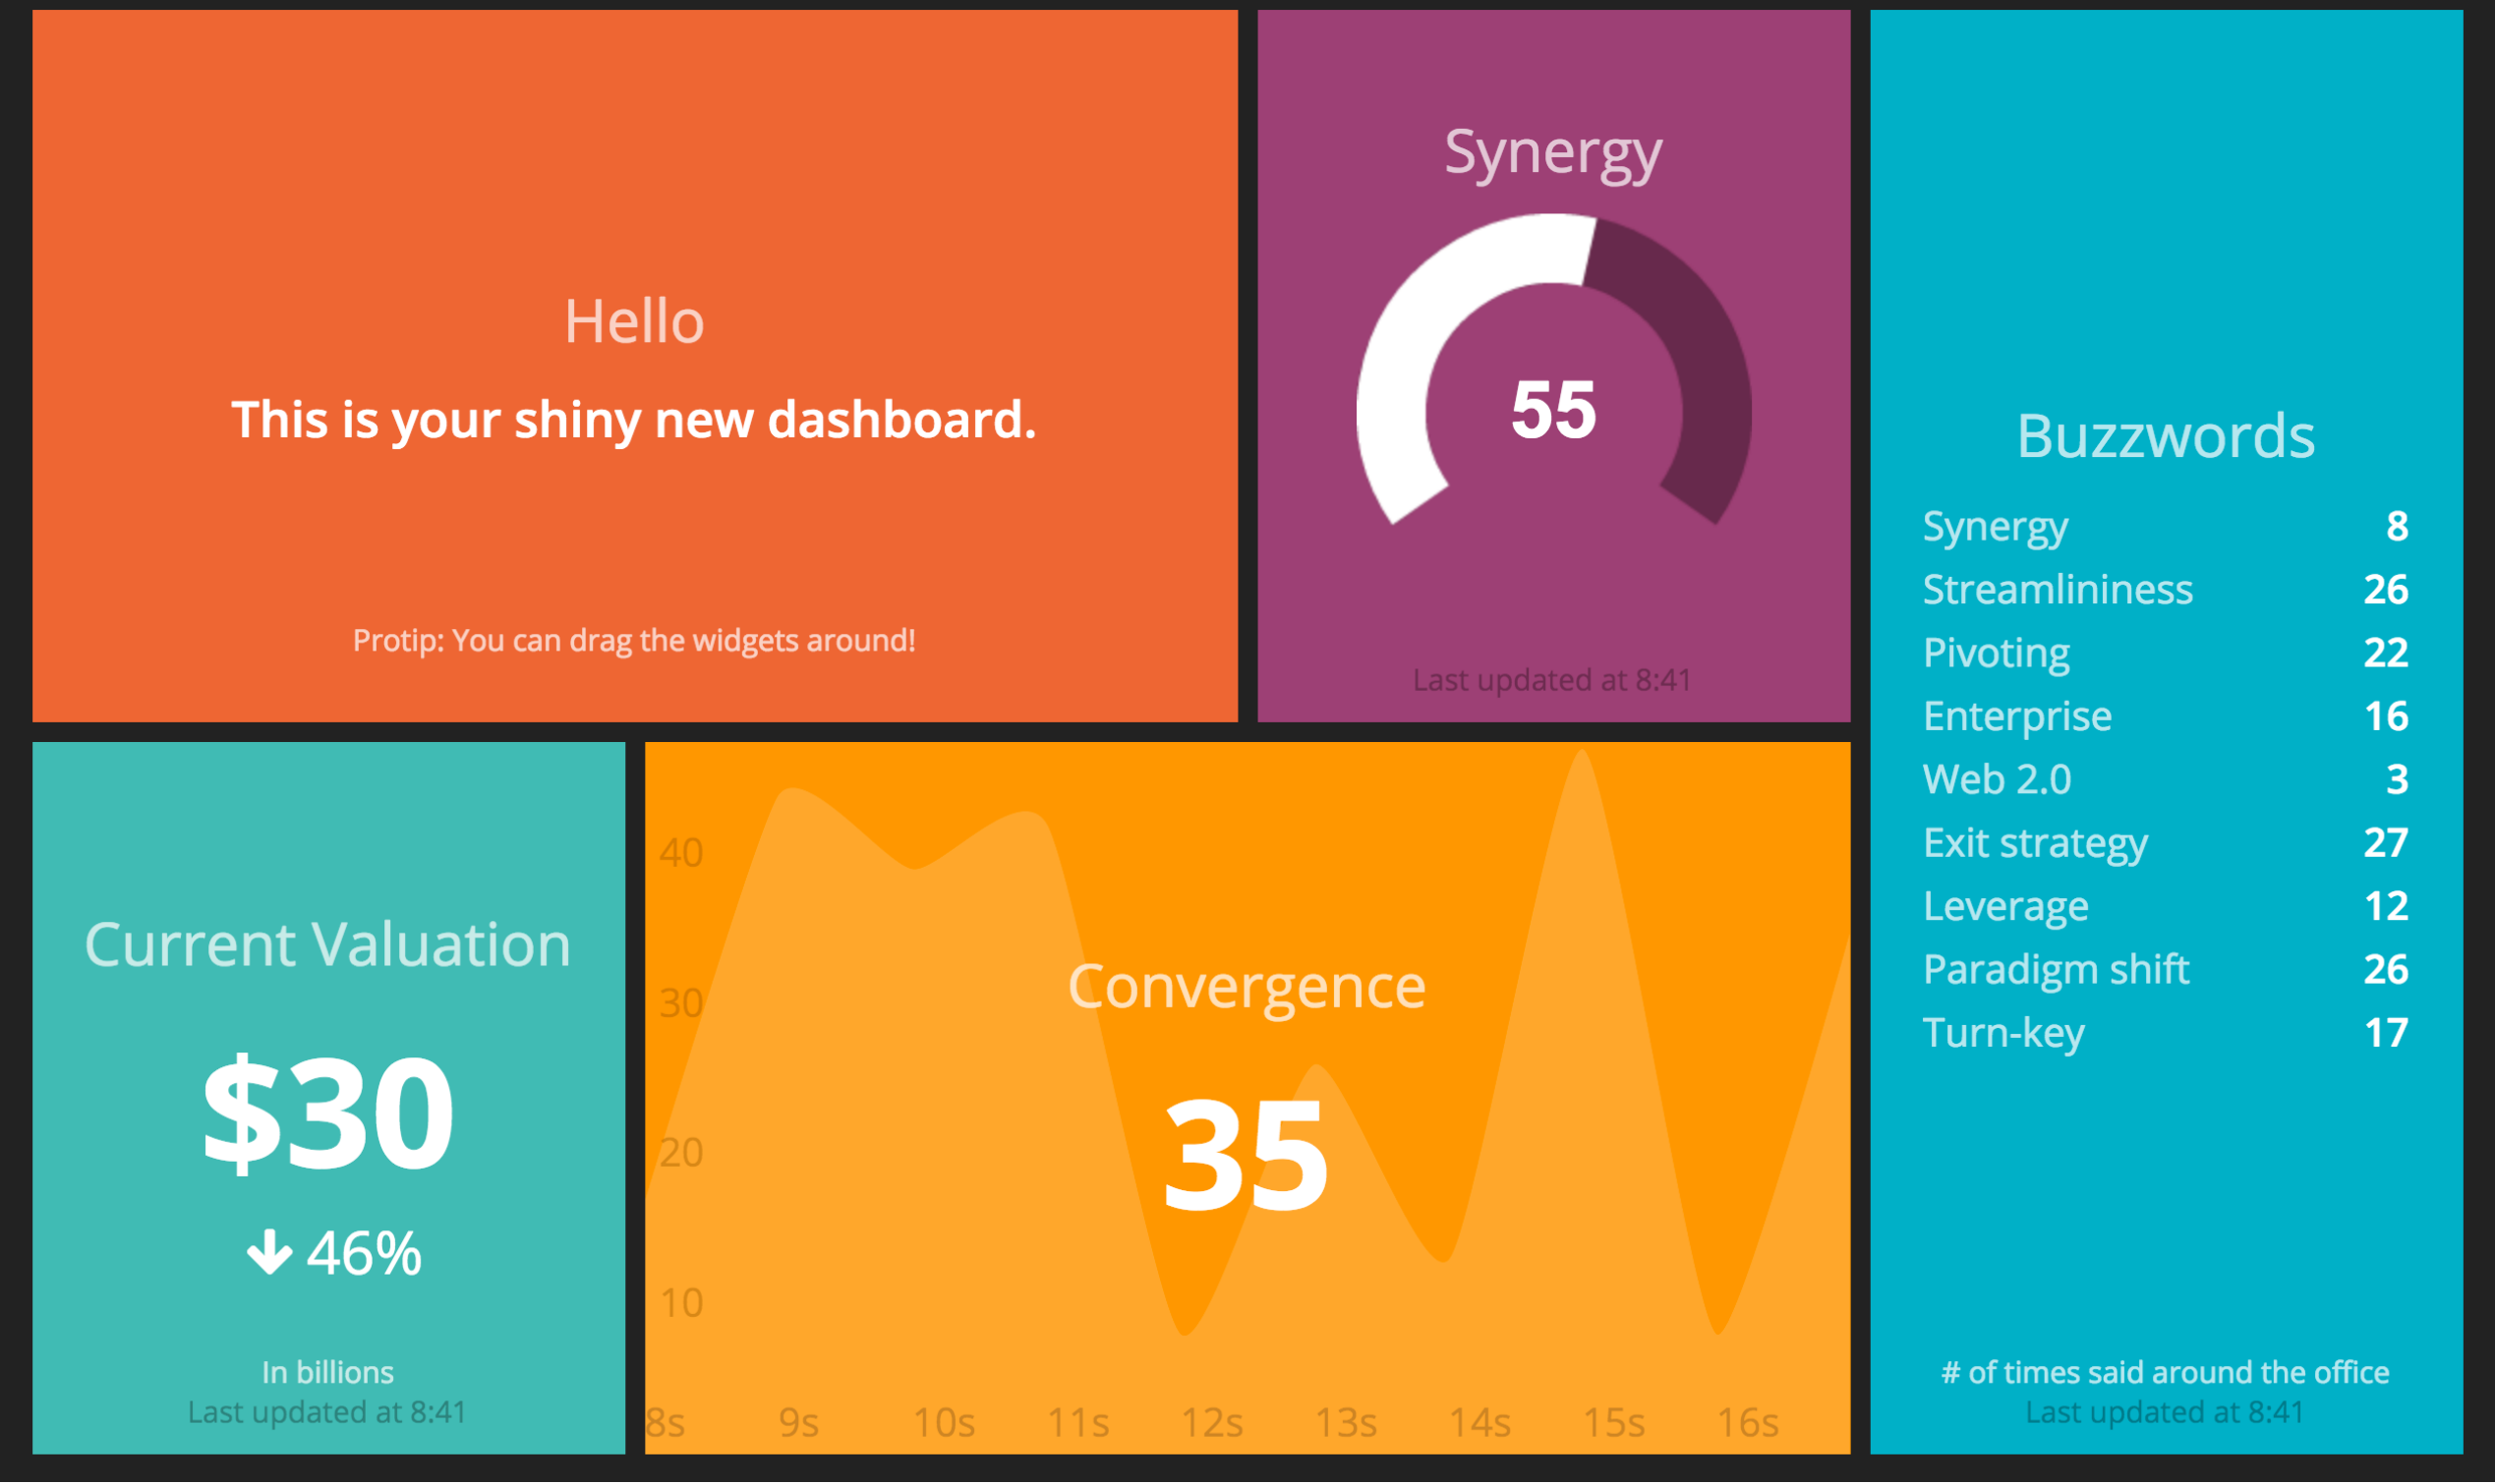 Hello
This is your shiny new dashboard.
Protip: You can drag the widgets around!
Synergy
55
Last updated at 8:41
Buzzwords
Synergy 8
Streamlininess 26
Pivoting 22
Enterprise 16
Web 2.0 3
Exit strategy 27
Leverage 12
Paradigm shift 26
Turn-key 17
# of times said around the office
Last updated at 8:41
Current Valuation
$30
46%
In billions
Last updated at 8:41
Convergence
35
40
30
20
10
8s 9s 10s 11s 12s 13s 14s 15s 16s